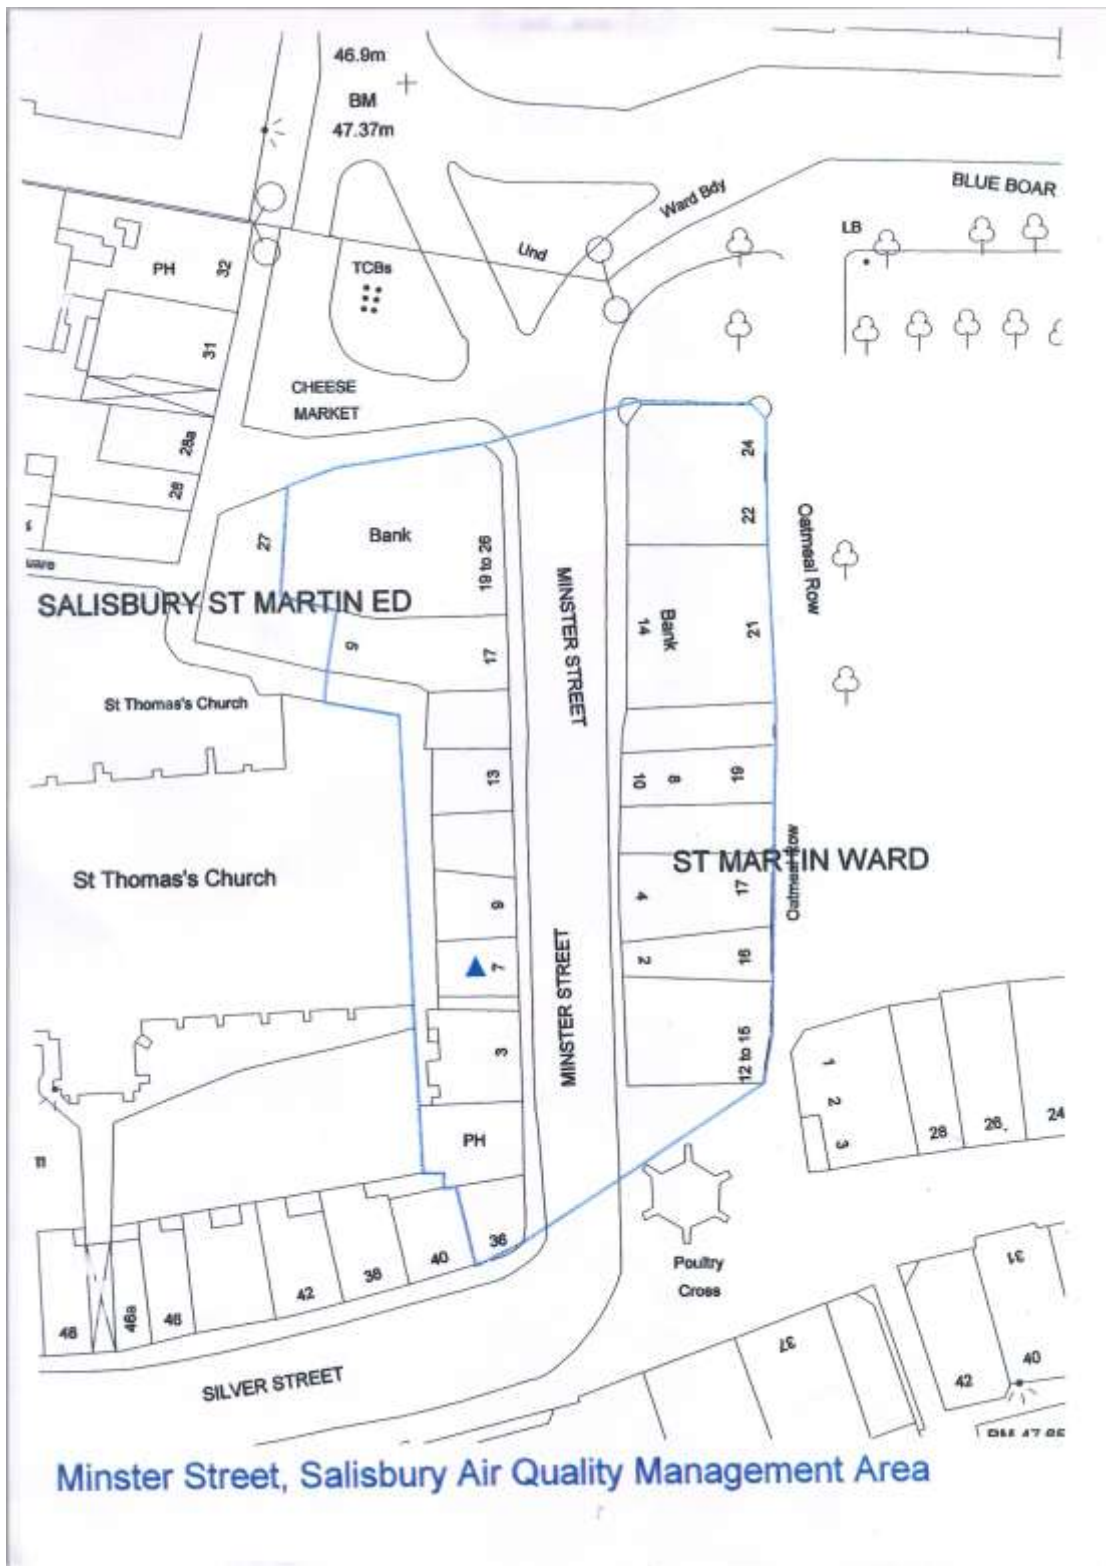 46.9m
BM
47.37m
BLUE BOAR
Ward Bdy
LB
Und
PH
32
TCBs
31
CHEESE
MARKET
28a
28
24
22
Oatmeal Row
27
Bank
19 to 26
MINSTER STREET
Bank
14
21
SALISBURY ST MARTIN ED
9
17
St Thomas's Church
13
10
8
19
Oatmeal Row
ST MARTIN WARD
St Thomas's Church
9
4
17
7
2
16
MINSTER STREET
3
12 to 15
1
2
3
28
26
24
PH
11
36
40
38
42
46
46a
48
Poultry
Cross
31
37
40
42
SILVER STREET
Minster Street, Salisbury Air Quality Management Area